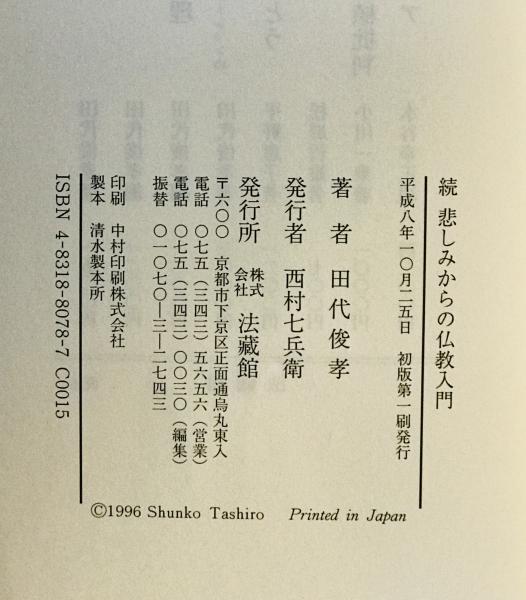 続 悲しみからの仏教入門
平成八年一〇月二五日 初版第一刷発行
著者 田代俊孝
発行者 西村七兵衛
発行所 株式会社 法藏館
〒六〇〇 京都市下京区正面通烏丸東入
電話 〇七五（三四三）五六五六（営業）
電話 〇七五（三四三）〇〇三〇（編集）
振替 〇一〇七〇―三―二七四三
印刷 中村印刷株式会社
製本 清水製本所
ISBN 4-8318-8078-7 C0015
©1996 Shunko Tashiro Printed in Japan